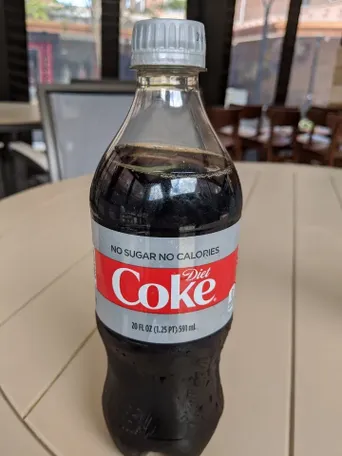 NO SUGAR NO CALORIES
Diet
Coke
20 FL OZ (1.25 PT) 591 mL